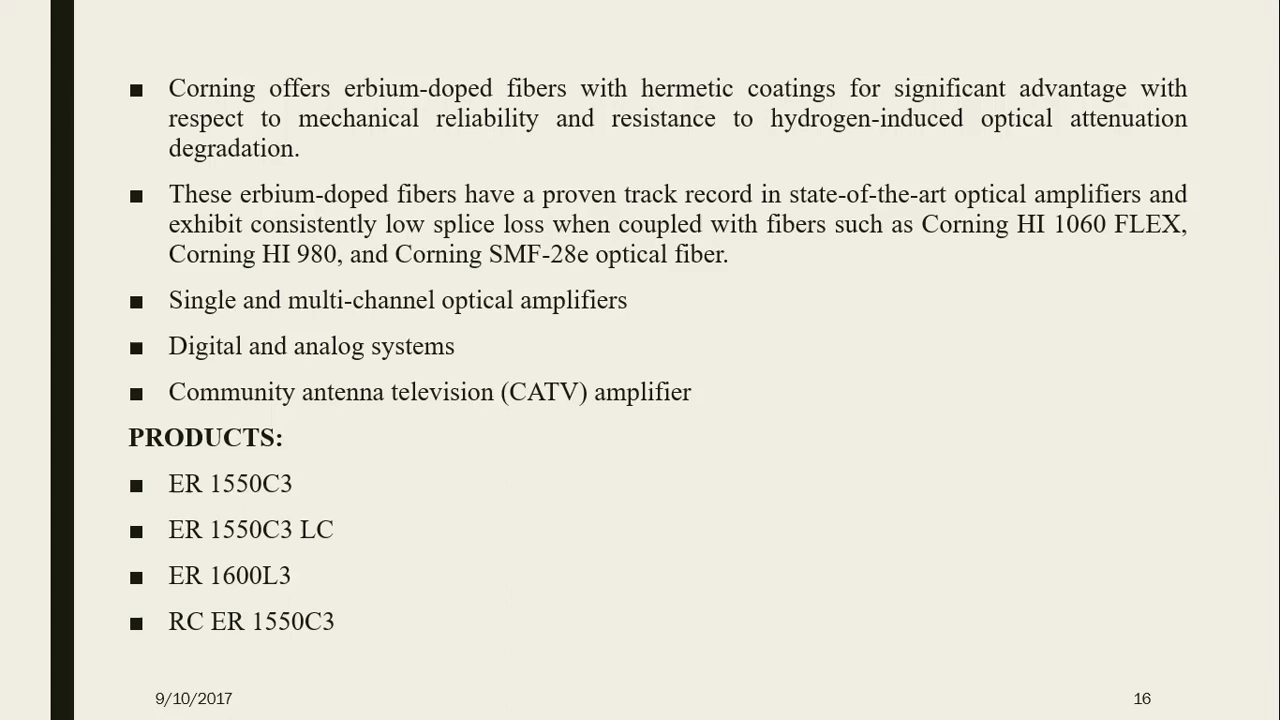 ■ Corning offers erbium-doped fibers with hermetic coatings for significant advantage with
respect to mechanical reliability and resistance to hydrogen-induced optical attenuation
degradation.
■ These erbium-doped fibers have a proven track record in state-of-the-art optical amplifiers and
exhibit consistently low splice loss when coupled with fibers such as Corning HI 1060 FLEX,
Corning HI 980, and Corning SMF-28e optical fiber.
■ Single and multi-channel optical amplifiers
■ Digital and analog systems
■ Community antenna television (CATV) amplifier
PRODUCTS:
■ ER 1550C3
■ ER 1550C3 LC
■ ER 1600L3
■ RC ER 1550C3
9/10/2017
16